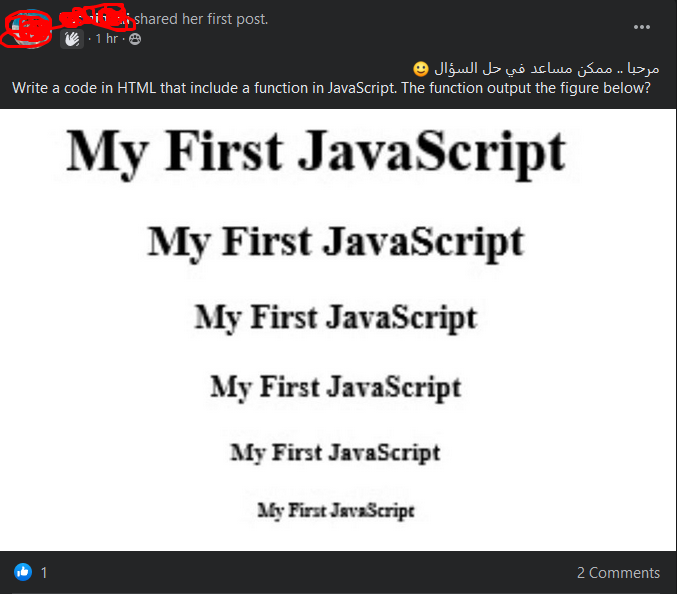 shared her first post.
· 1 hr ·
مرحبا .. ممكن مساعد في حل السؤال 🙂
Write a code in HTML that include a function in JavaScript. The function output the figure below?
My First JavaScript
My First JavaScript
My First JavaScript
My First JavaScript
My First JavaScript
My First JavaScript
1
2 Comments